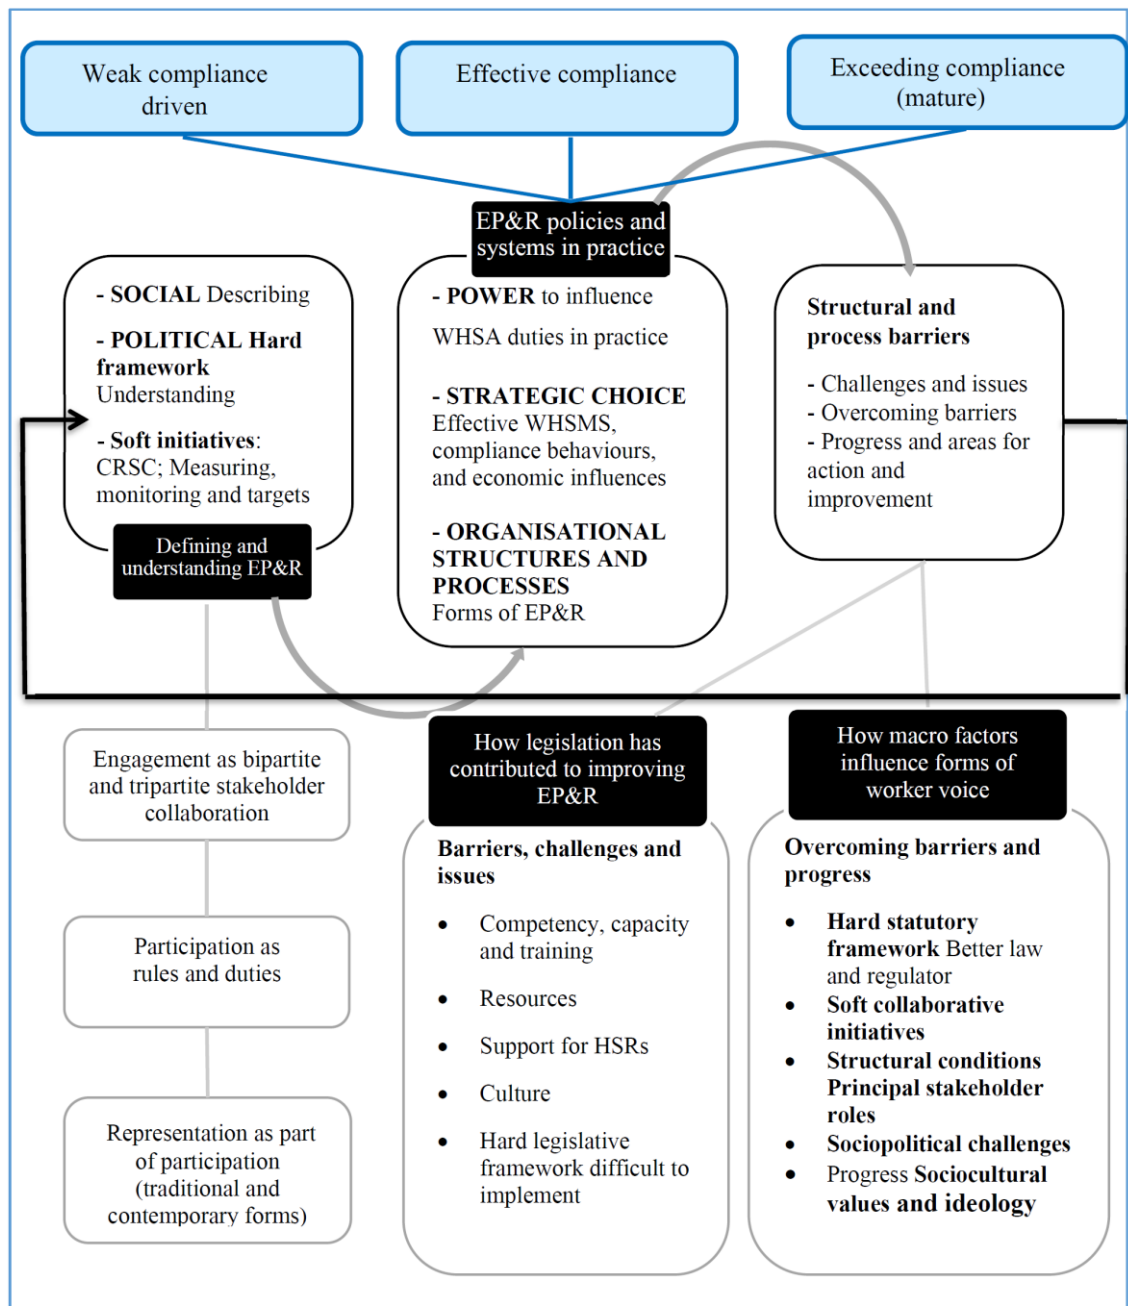 Weak compliance
driven
Effective compliance
Exceeding compliance
(mature)
EP&R policies and
systems in practice
- SOCIAL Describing
- POLITICAL Hard
framework
Understanding
- Soft initiatives:
CRSC; Measuring,
monitoring and targets
Defining and
understanding EP&R
- POWER to influence
WHSA duties in practice
- STRATEGIC CHOICE
Effective WHSMS,
compliance behaviours,
and economic influences
- ORGANISATIONAL
STRUCTURES AND
PROCESSES
Forms of EP&R
Structural and
process barriers
- Challenges and issues
- Overcoming barriers
- Progress and areas for
action and
improvement
Engagement as bipartite
and tripartite stakeholder
collaboration
Participation as
rules and duties
Representation as part
of participation
(traditional and
contemporary forms)
How legislation has
contributed to improving
EP&R
Barriers, challenges and
issues
• Competency, capacity
and training
• Resources
• Support for HSRs
• Culture
• Hard legislative
framework difficult to
implement
How macro factors
influence forms of
worker voice
Overcoming barriers and
progress
• Hard statutory
framework Better law
and regulator
• Soft collaborative
initiatives
• Structural conditions
Principal stakeholder
roles
• Sociopolitical challenges
• Progress Sociocultural
values and ideology